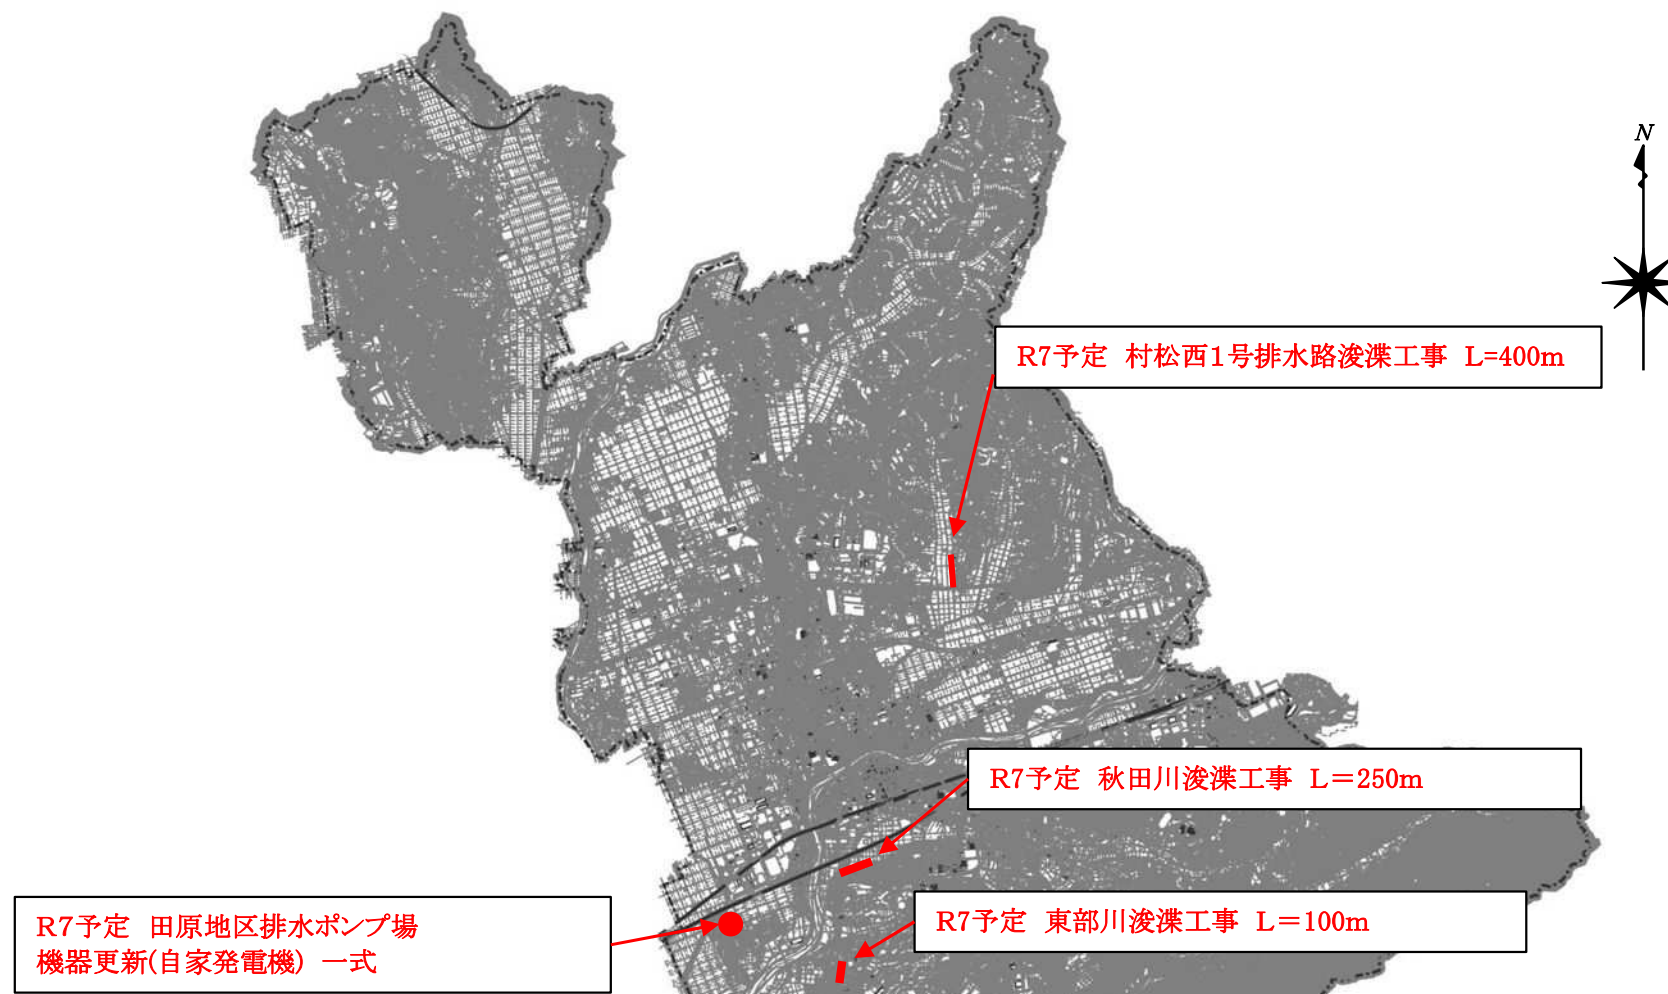 N
R7予定 村松西1号排水路浚渫工事 L=400m
R7予定 秋田川浚渫工事 L=250m
R7予定 東部川浚渫工事 L=100m
R7予定 田原地区排水ポンプ場
機器更新(自家発電機) 一式